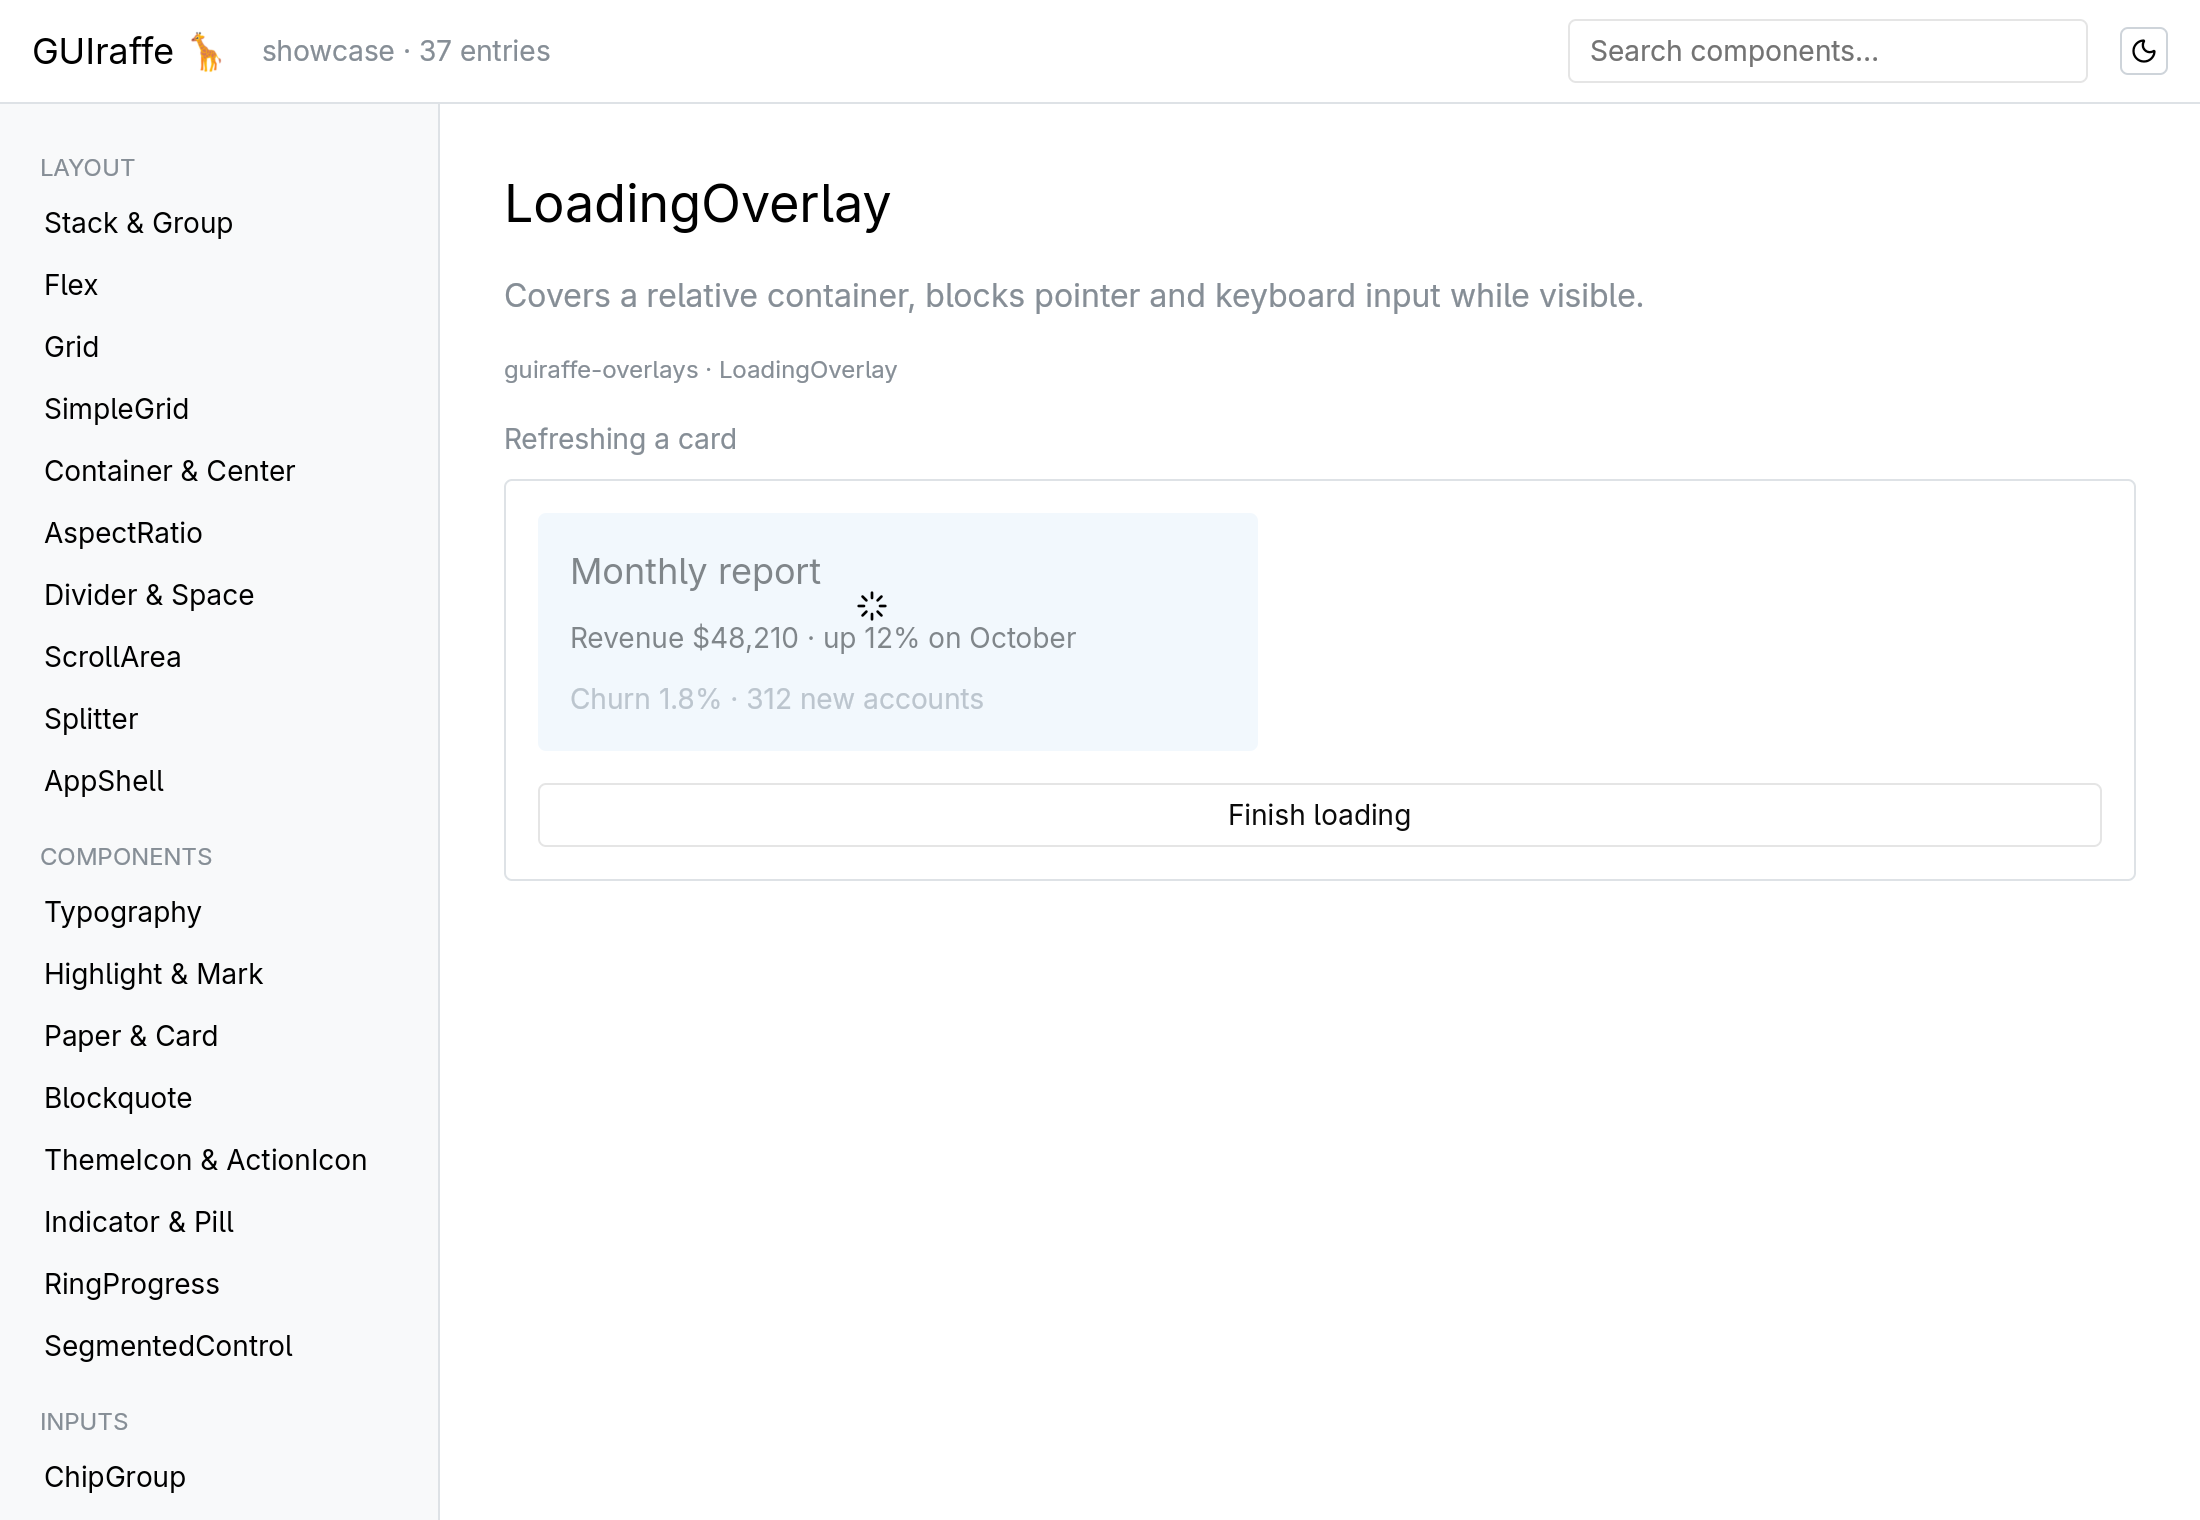 GUIraffe 🦒 showcase · 37 entries
Search components...
LAYOUT
Stack & Group
Flex
Grid
SimpleGrid
Container & Center
AspectRatio
Divider & Space
ScrollArea
Splitter
AppShell
COMPONENTS
Typography
Highlight & Mark
Paper & Card
Blockquote
ThemeIcon & ActionIcon
Indicator & Pill
RingProgress
SegmentedControl
INPUTS
ChipGroup
LoadingOverlay
Covers a relative container, blocks pointer and keyboard input while visible.
guiraffe-overlays · LoadingOverlay
Refreshing a card
Monthly report
Revenue $48,210 · up 12% on October
Churn 1.8% · 312 new accounts
Finish loading